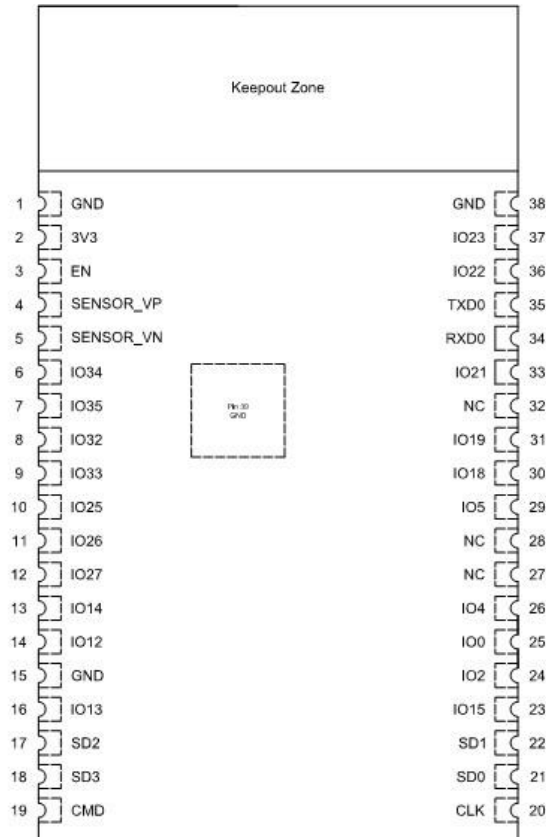 Keepout Zone
1 GND GND 38
2 3V3 IO23 37
3 EN IO22 36
4 SENSOR_VP TXD0 35
5 SENSOR_VN RXD0 34
6 IO34 IO21 33
7 IO35 NC 32
Pin 39
GND
8 IO32 IO19 31
9 IO33 IO18 30
10 IO25 IO5 29
11 IO26 NC 28
12 IO27 NC 27
13 IO14 IO4 26
14 IO12 IO0 25
15 GND IO2 24
16 IO13 IO15 23
17 SD2 SD1 22
18 SD3 SD0 21
19 CMD CLK 20